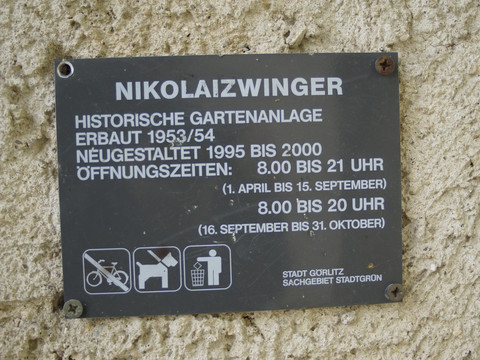 NIKOLAIZWINGER
HISTORISCHE GARTENANLAGE
ERBAUT 1953/54
NEUGESTALTET 1995 BIS 2000
ÖFFNUNGSZEITEN: 8.00 BIS 21 UHR
(1. APRIL BIS 15. SEPTEMBER)
8.00 BIS 20 UHR
(16. SEPTEMBER BIS 31. OKTOBER)
STADT GÖRLITZ
SACHGEBIET STADTGRÜN